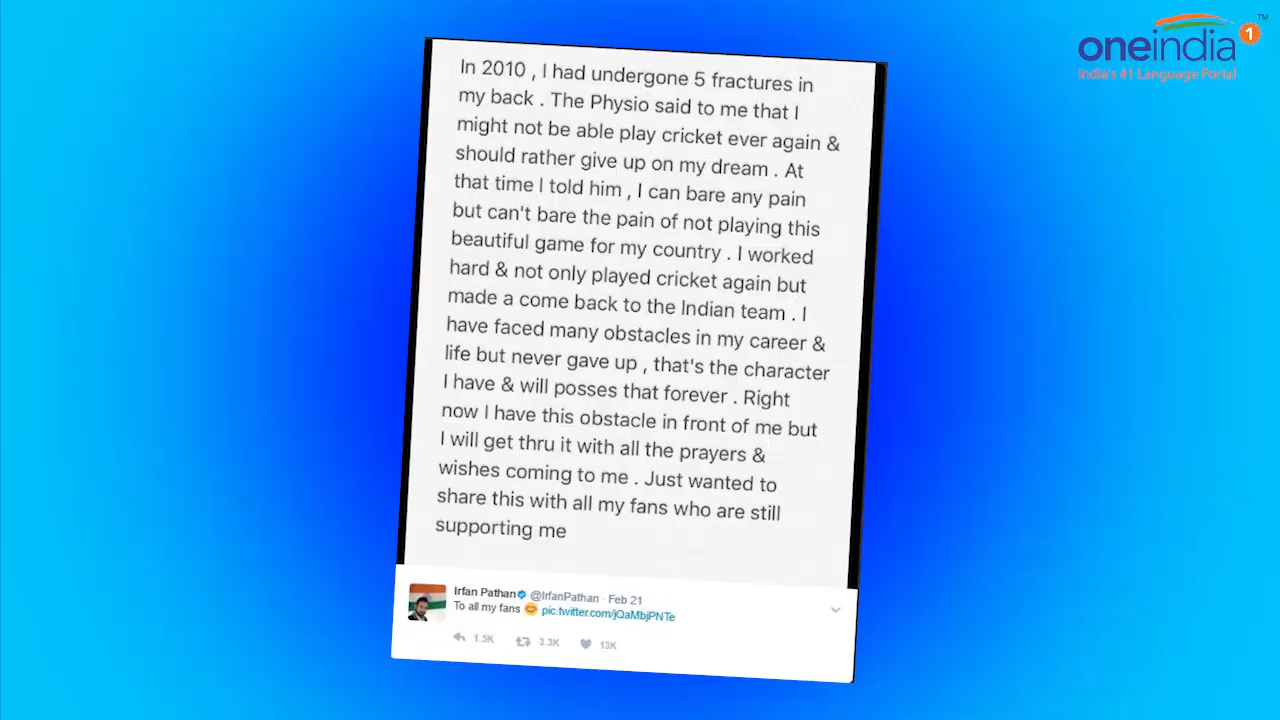 oneindia 1 ™
India's #1 Language Portal
In 2010 , I had undergone 5 fractures in
my back . The Physio said to me that I
might not be able play cricket ever again &
should rather give up on my dream . At
that time I told him , I can bare any pain
but can't bare the pain of not playing this
beautiful game for my country . I worked
hard & not only played cricket again but
made a come back to the Indian team . I
have faced many obstacles in my career &
life but never gave up , that's the character
I have & will posses that forever . Right
now I have this obstacle in front of me but
I will get thru it with all the prayers &
wishes coming to me . Just wanted to
share this with all my fans who are still
supporting me
Irfan Pathan @IrfanPathan · Feb 21
To all my fans 😊 pic.twitter.com/jQaMbjPNTe
1.5K 3.3K 13K